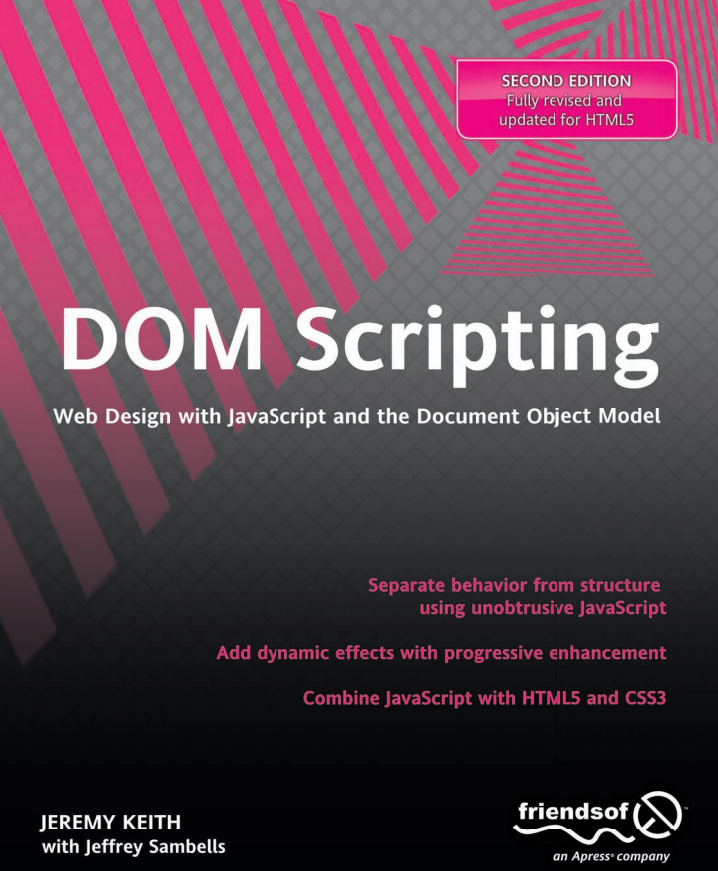 SECOND EDITION
Fully revised and
updated for HTML5
DOM Scripting
Web Design with JavaScript and the Document Object Model
Separate behavior from structure
using unobtrusive JavaScript
Add dynamic effects with progressive enhancement
Combine JavaScript with HTML5 and CSS3
JEREMY KEITH
with Jeffrey Sambells
friendsof
™
an Apress® company